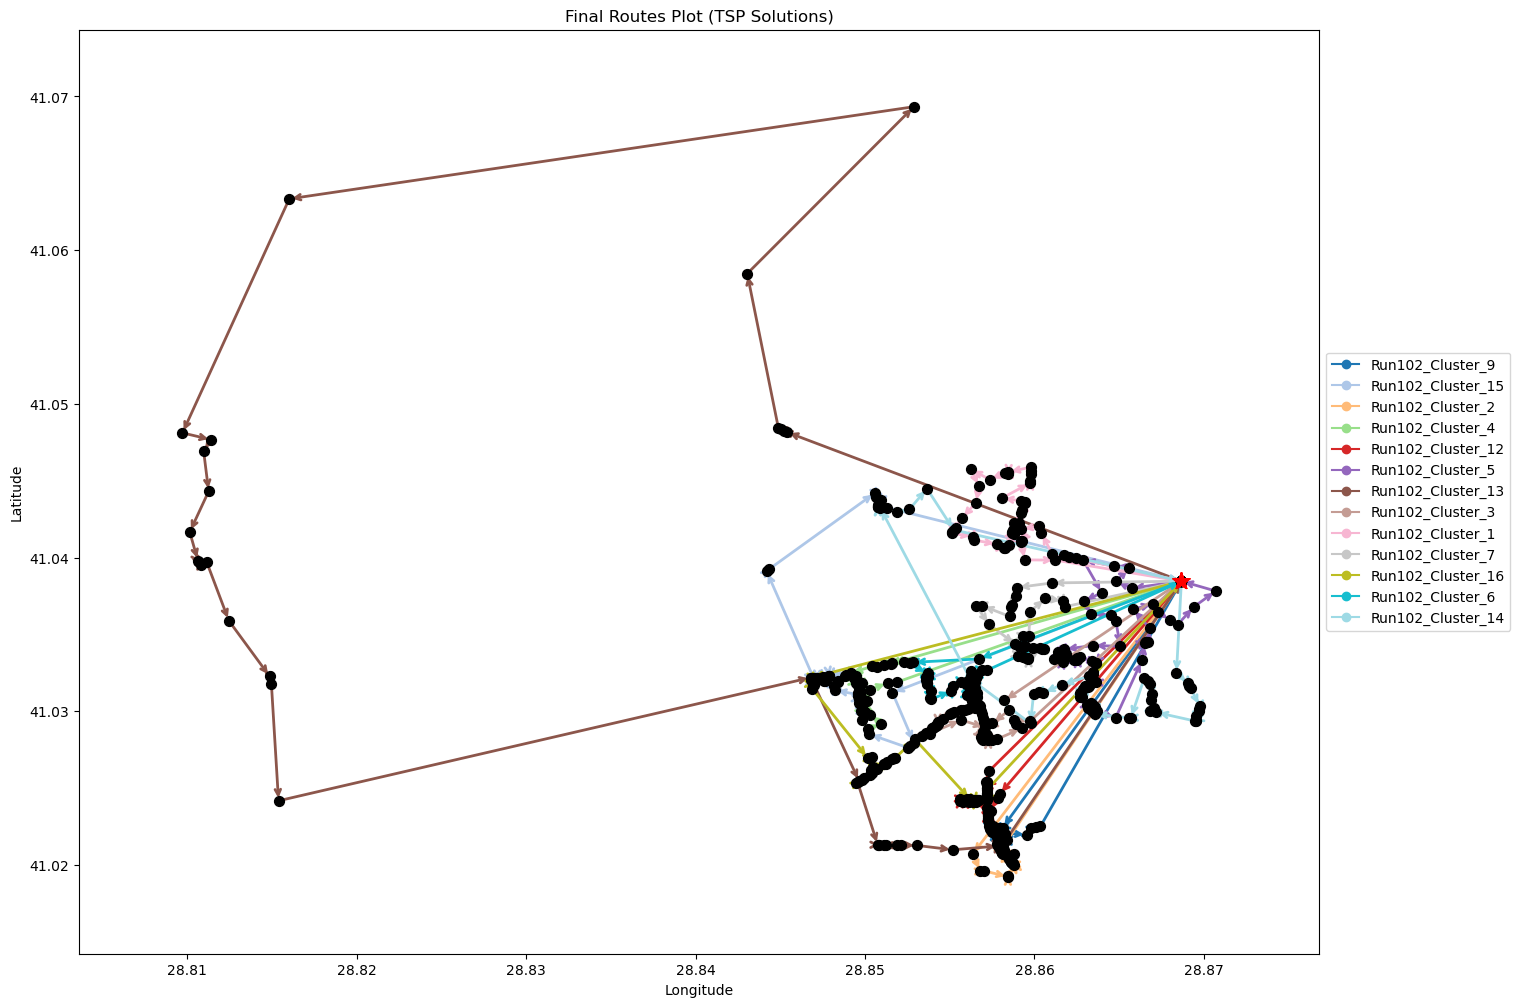 Final Routes Plot (TSP Solutions)
41.07
41.06
41.05
41.04
41.03
41.02
Latitude
28.81
28.82
28.83
28.84
28.85
28.86
28.87
Longitude
Run102_Cluster_9
Run102_Cluster_15
Run102_Cluster_2
Run102_Cluster_4
Run102_Cluster_12
Run102_Cluster_5
Run102_Cluster_13
Run102_Cluster_3
Run102_Cluster_1
Run102_Cluster_7
Run102_Cluster_16
Run102_Cluster_6
Run102_Cluster_14